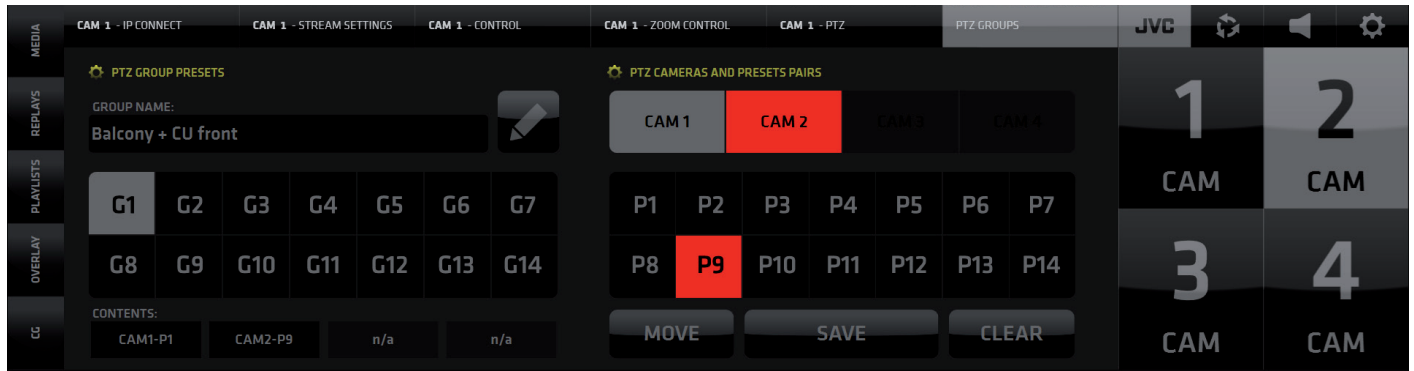 MEDIA
REPLAYS
PLAYLISTS
OVERLAY
CG
CAM 1 - IP CONNECT
CAM 1 - STREAM SETTINGS
CAM 1 - CONTROL
CAM 1 - ZOOM CONTROL
CAM 1 - PTZ
PTZ GROUPS
JVC
PTZ GROUP PRESETS
GROUP NAME:
Balcony + CU front
G1 G2 G3 G4 G5 G6 G7
G8 G9 G10 G11 G12 G13 G14
CONTENTS:
CAM1-P1 CAM2-P9 n/a n/a
PTZ CAMERAS AND PRESETS PAIRS
CAM 1 CAM 2 CAM 3 CAM 4
P1 P2 P3 P4 P5 P6 P7
P8 P9 P10 P11 P12 P13 P14
MOVE SAVE CLEAR
1 2
CAM CAM
3 4
CAM CAM